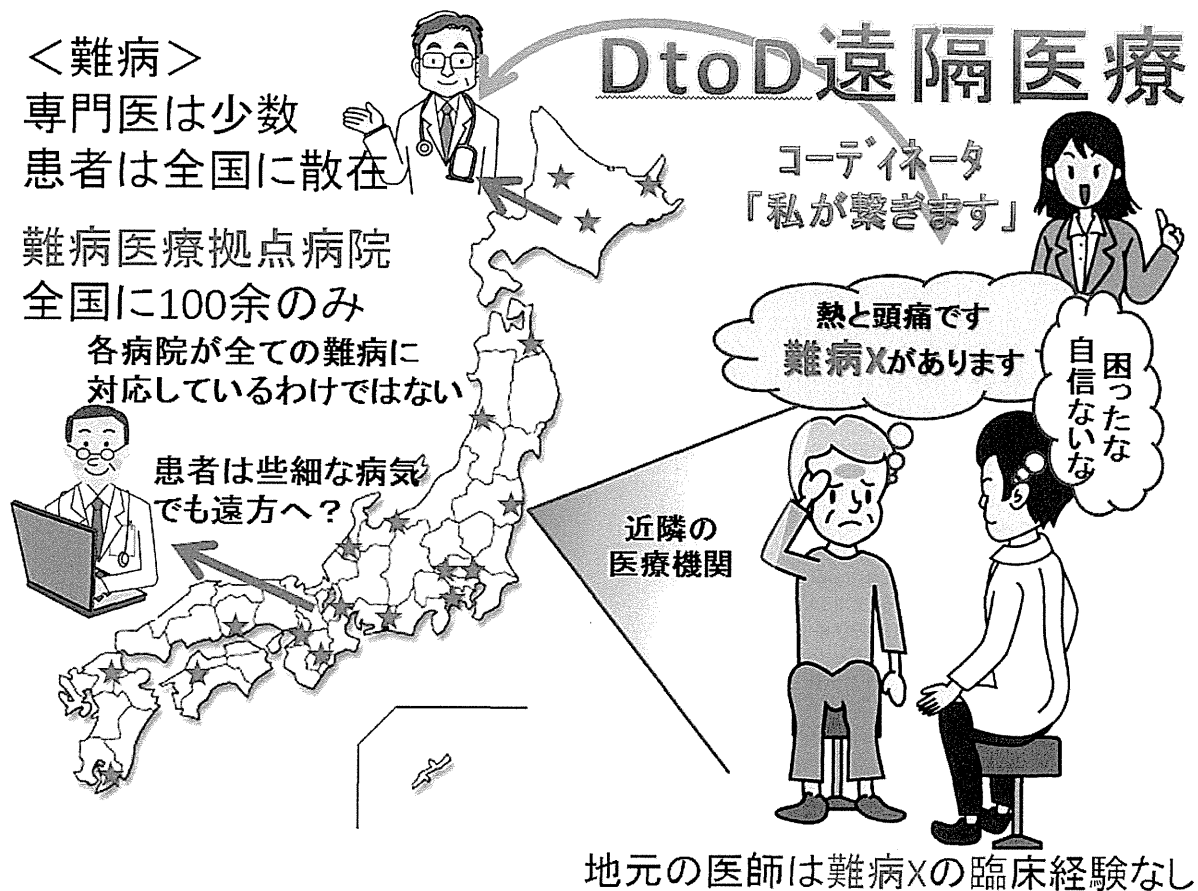 ＜難病＞
専門医は少数
患者は全国に散在
難病医療拠点病院
全国に100余のみ
各病院が全ての難病に
対応しているわけではない
患者は些細な病気
でも遠方へ？
DtoD遠隔医療
コーディネータ
「私が繋ぎます」
熱と頭痛です
難病Xがあります
困ったな
自信ないな
近隣の
医療機関
地元の医師は難病Xの臨床経験なし